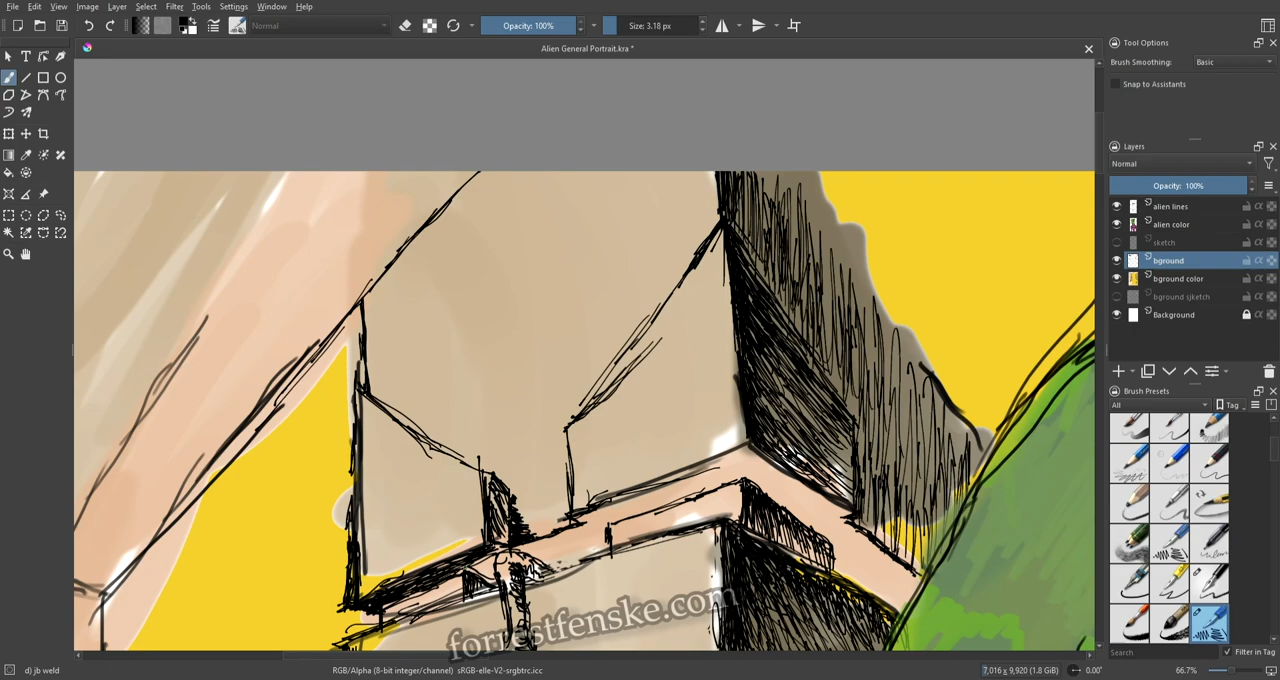 File Edit View Image Layer Select Filter Tools Settings Window Help
Normal Opacity: 100% Size: 3.18 px
Alien General Portrait.kra *
Tool Options
Brush Smoothing: Basic
Snap to Assistants
Layers
Normal
Opacity: 100%
alien lines
alien color
sketch
bground
bground color
bground sjketch
Background
Brush Presets
All Tag
Search Filter in Tag
forrestfenske.com
d) jb weld RGB/Alpha (8-bit integer/channel) sRGB-elle-V2-srgbtrc.icc 7,016 x 9,920 (1.8 GiB) 0.00° 66.7%